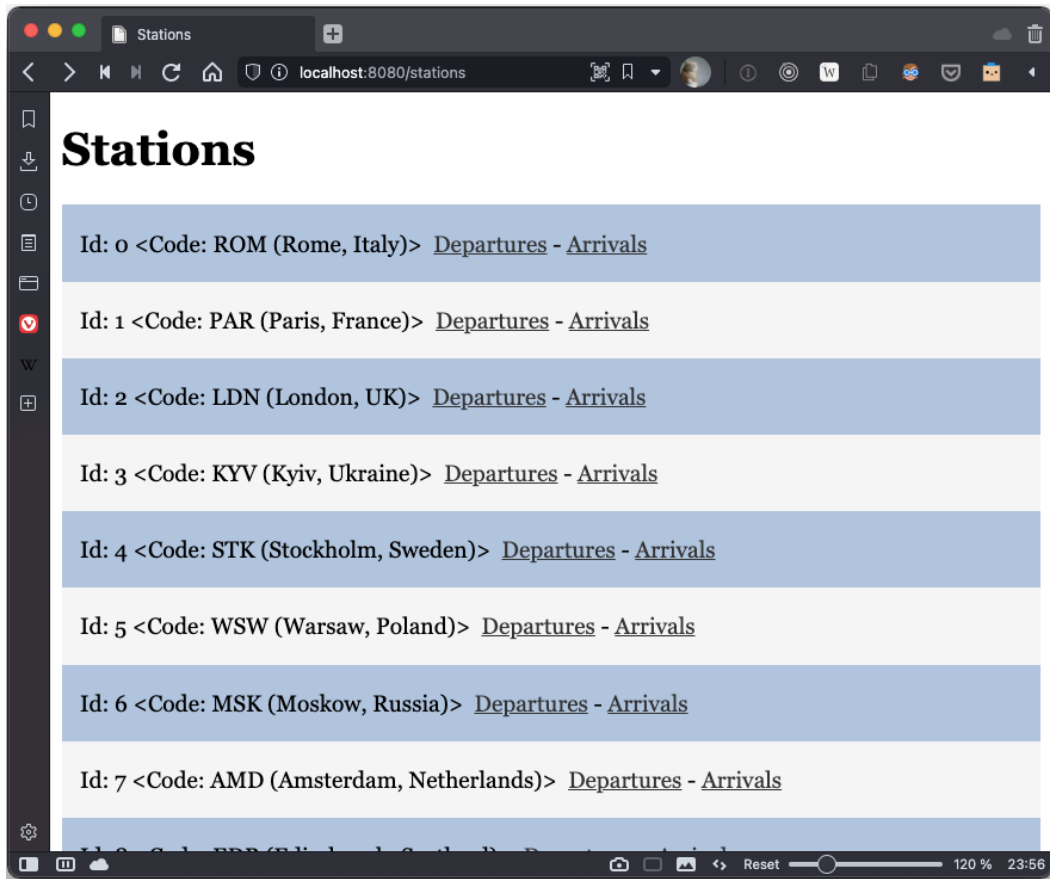 Stations
localhost:8080/stations
W
Stations
Id: 0 <Code: ROM (Rome, Italy)> Departures - Arrivals
Id: 1 <Code: PAR (Paris, France)> Departures - Arrivals
Id: 2 <Code: LDN (London, UK)> Departures - Arrivals
W
Id: 3 <Code: KYV (Kyiv, Ukraine)> Departures - Arrivals
Id: 4 <Code: STK (Stockholm, Sweden)> Departures - Arrivals
Id: 5 <Code: WSW (Warsaw, Poland)> Departures - Arrivals
Id: 6 <Code: MSK (Moskow, Russia)> Departures - Arrivals
Id: 7 <Code: AMD (Amsterdam, Netherlands)> Departures - Arrivals
Reset 120 % 23:56